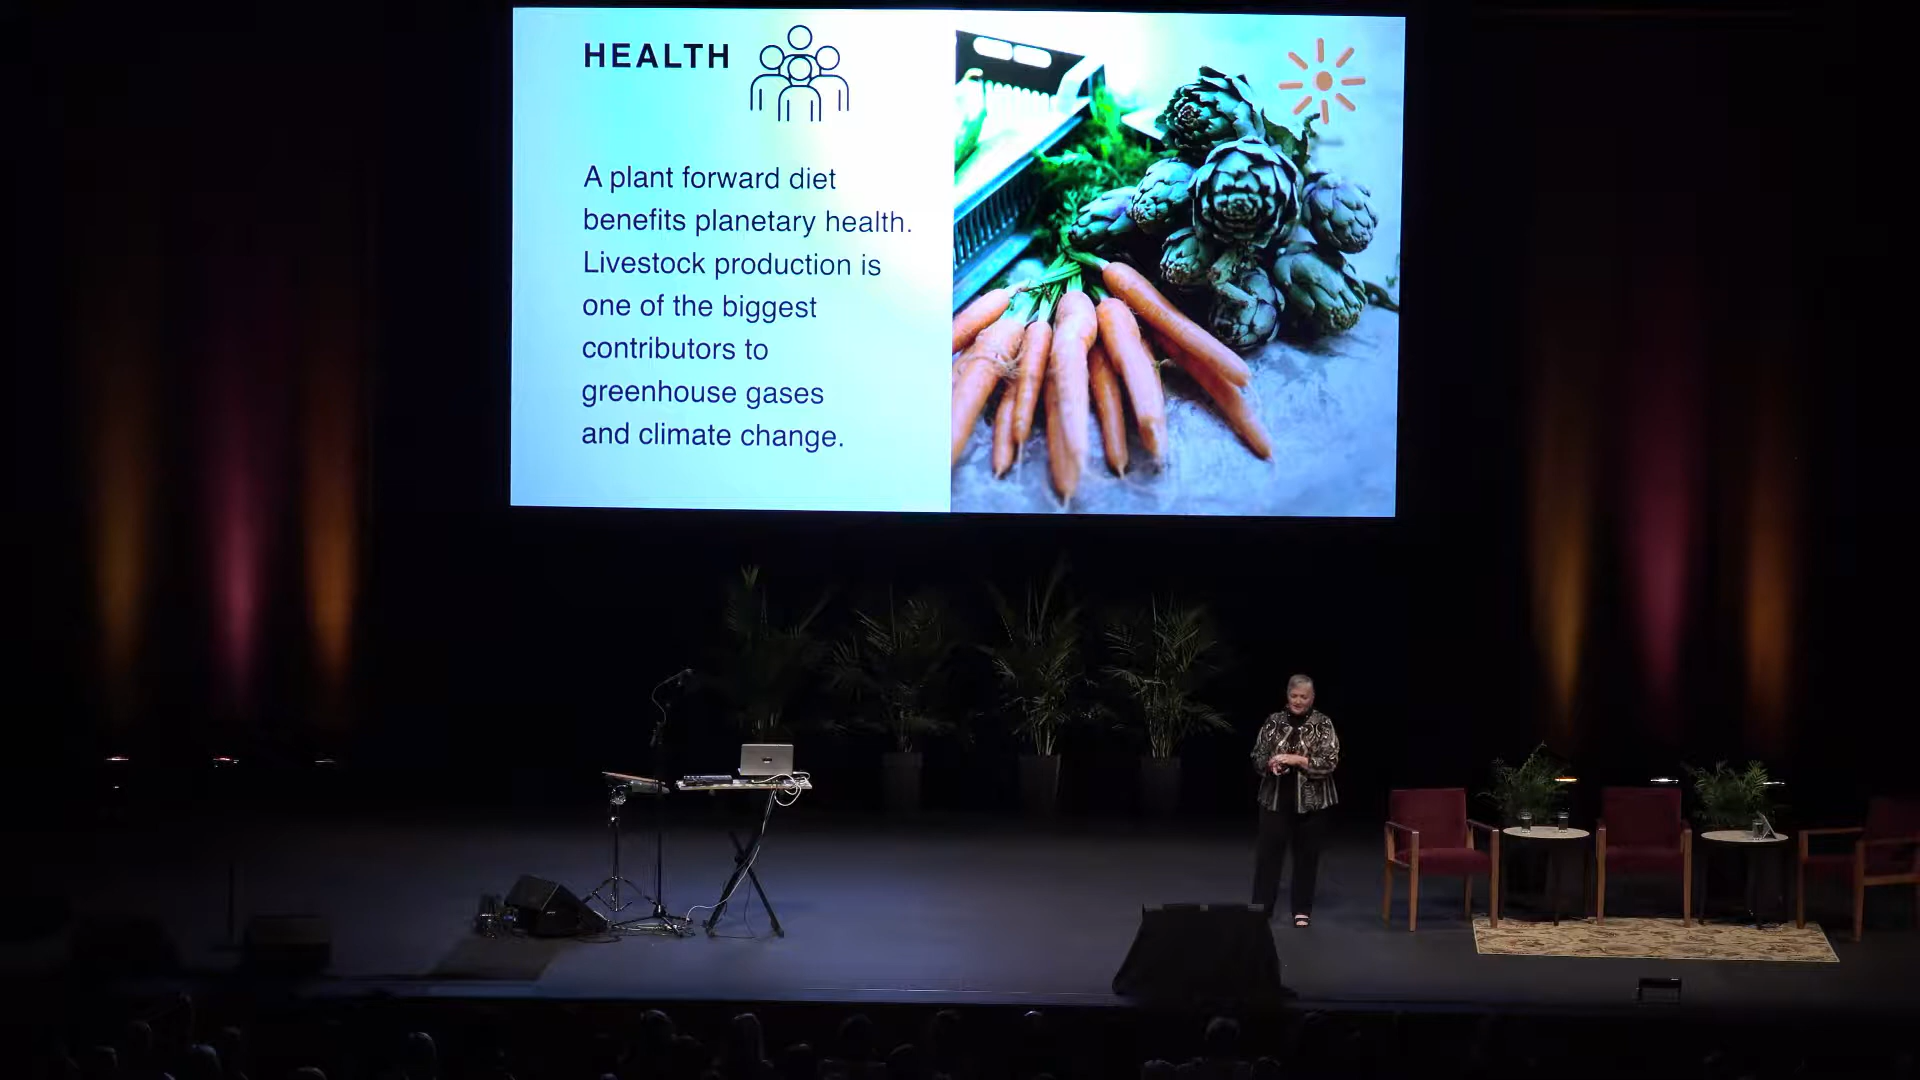 HEALTH
A plant forward diet
benefits planetary health.
Livestock production is
one of the biggest
contributors to
greenhouse gases
and climate change.